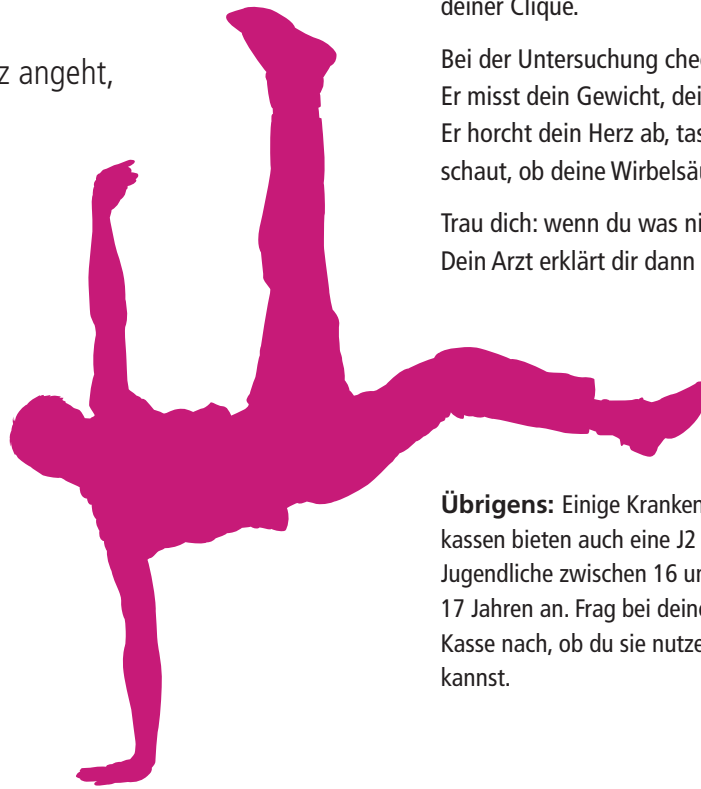 z angeht,
deiner Clique.
Bei der Untersuchung che
Er misst dein Gewicht, dei
Er horcht dein Herz ab, tas
schaut, ob deine Wirbelsäu
Trau dich: wenn du was ni
Dein Arzt erklärt dir dann
Übrigens: Einige Kranken
kassen bieten auch eine J2
Jugendliche zwischen 16 un
17 Jahren an. Frag bei deine
Kasse nach, ob du sie nutze
kannst.